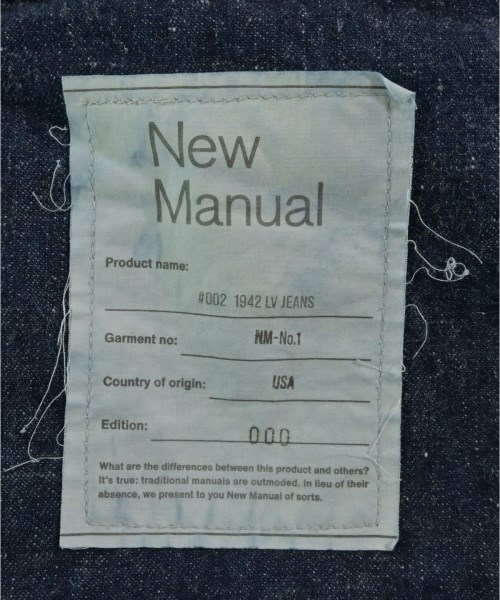 New
Manual
Product name:
#002 1942 LV JEANS
Garment no: NM-No.1
Country of origin: USA
Edition: 000
What are the differences between this product and others?
It's true: traditional manuals are outmoded. In lieu of their
absence, we present to you New Manual of sorts.